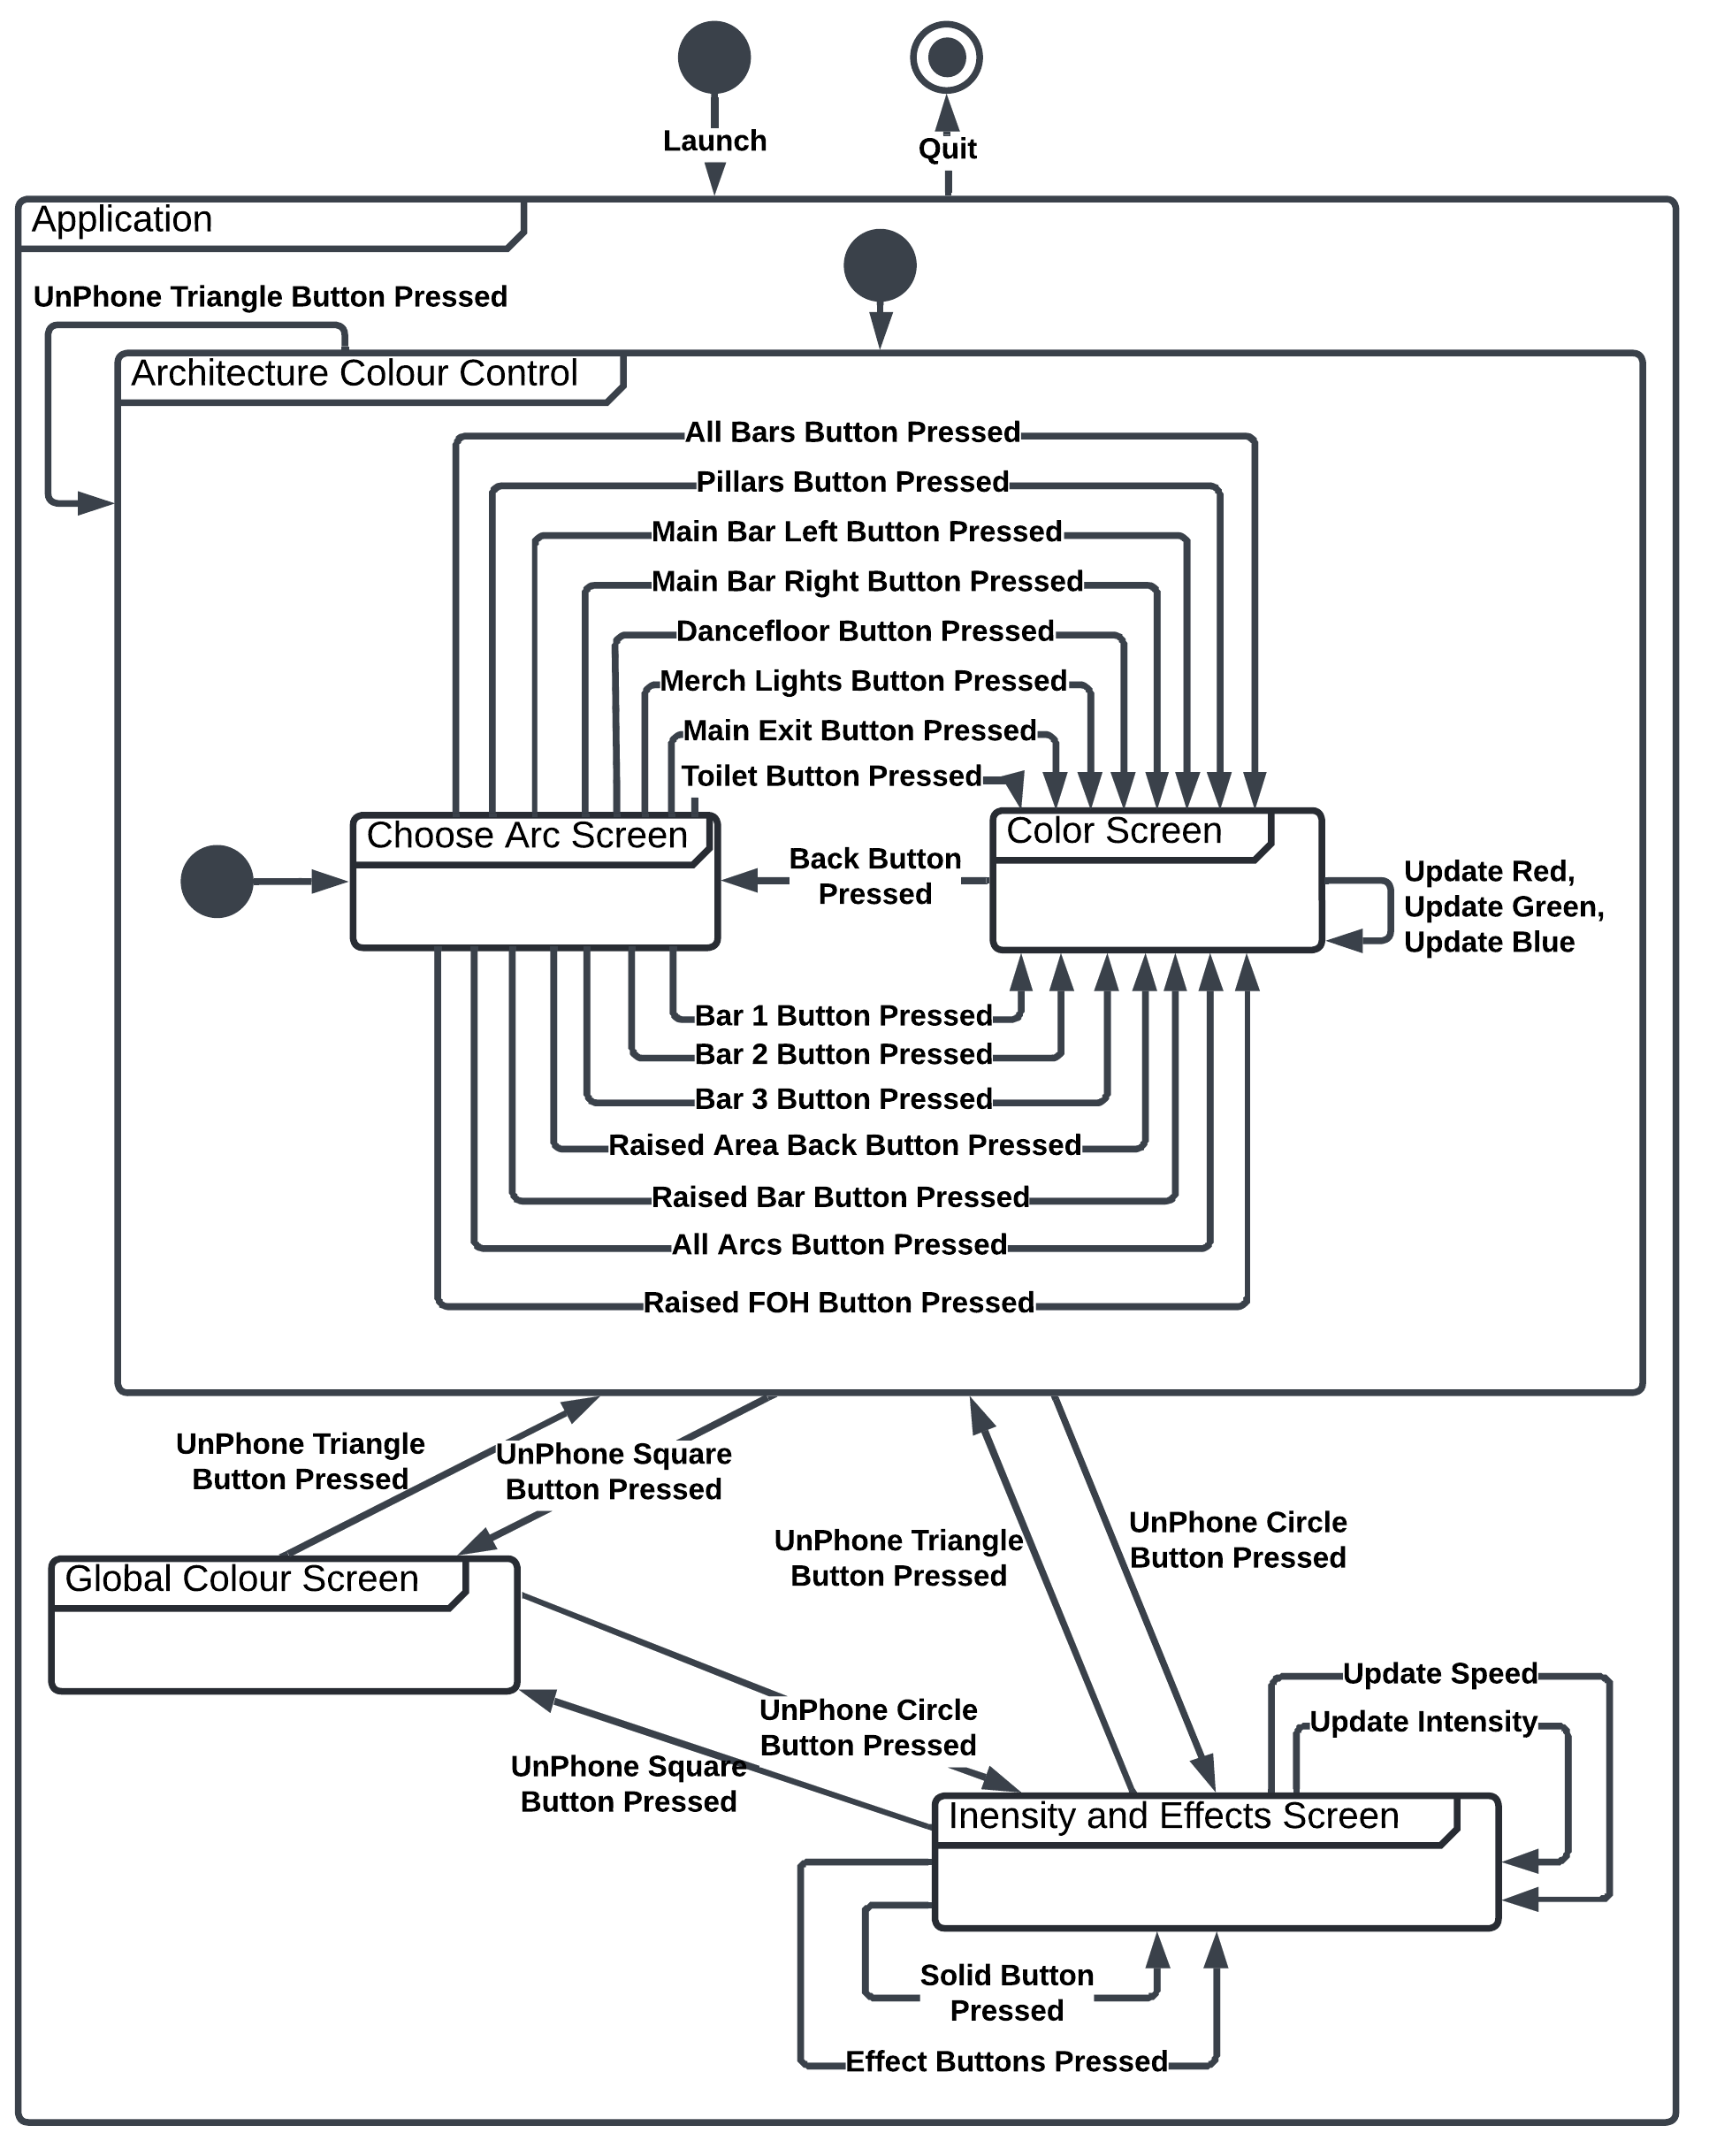 Launch
Quit
Application
UnPhone Triangle Button Pressed
Architecture Colour Control
All Bars Button Pressed
Pillars Button Pressed
Main Bar Left Button Pressed
Main Bar Right Button Pressed
Dancefloor Button Pressed
Merch Lights Button Pressed
Main Exit Button Pressed
Toilet Button Pressed
Choose Arc Screen
Color Screen
Back Button
Pressed
Update Red,
Update Green,
Update Blue
Bar 1 Button Pressed
Bar 2 Button Pressed
Bar 3 Button Pressed
Raised Area Back Button Pressed
Raised Bar Button Pressed
All Arcs Button Pressed
Raised FOH Button Pressed
UnPhone Triangle
Button Pressed
UnPhone Square
Button Pressed
UnPhone Triangle
Button Pressed
UnPhone Circle
Button Pressed
Global Colour Screen
UnPhone Circle
Button Pressed
UnPhone Square
Button Pressed
Update Speed
Update Intensity
Inensity and Effects Screen
Solid Button
Pressed
Effect Buttons Pressed